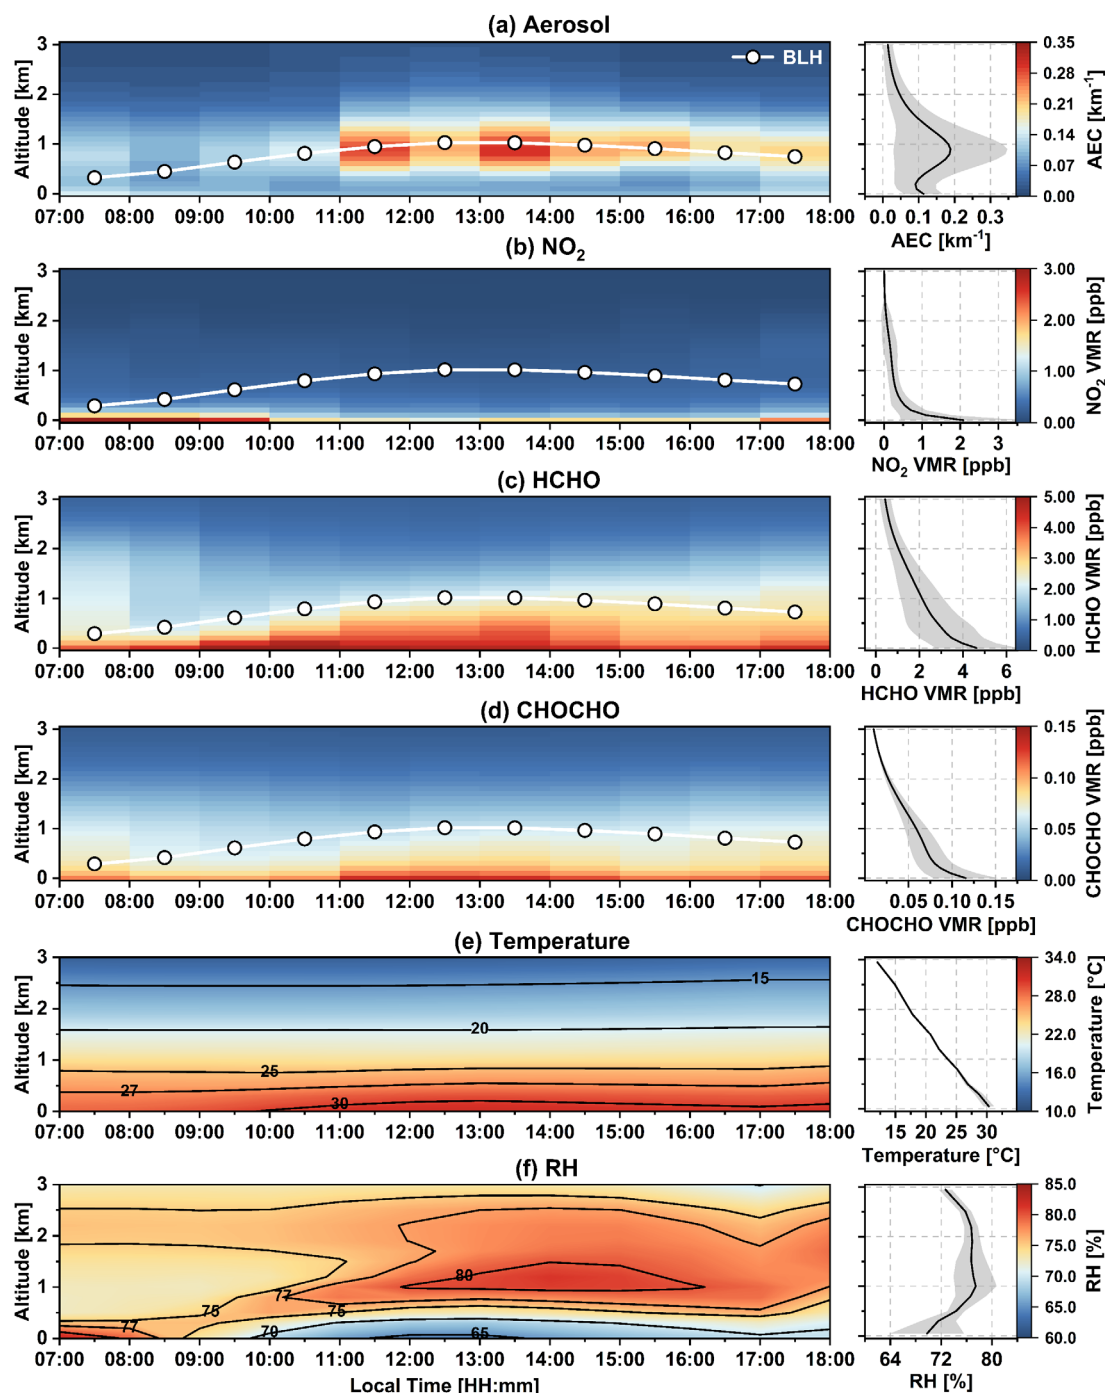 (a) Aerosol
Altitude [km]
3
2
1
0
BLH
07:00 08:00 09:00 10:00 11:00 12:00 13:00 14:00 15:00 16:00 17:00 18:00
0.0 0.1 0.2 0.3
AEC [km-1]
0.35
0.28
0.21
0.14
0.07
0.00
AEC [km-1]
(b) NO2
Altitude [km]
3
2
1
0
07:00 08:00 09:00 10:00 11:00 12:00 13:00 14:00 15:00 16:00 17:00 18:00
0 1 2 3
NO2 VMR [ppb]
3.00
2.00
1.00
0.00
NO2 VMR [ppb]
(c) HCHO
Altitude [km]
3
2
1
0
07:00 08:00 09:00 10:00 11:00 12:00 13:00 14:00 15:00 16:00 17:00 18:00
0 2 4 6
HCHO VMR [ppb]
5.00
4.00
3.00
2.00
1.00
0.00
HCHO VMR [ppb]
(d) CHOCHO
Altitude [km]
3
2
1
0
07:00 08:00 09:00 10:00 11:00 12:00 13:00 14:00 15:00 16:00 17:00 18:00
0.05 0.10 0.15
CHOCHO VMR [ppb]
0.15
0.10
0.05
0.00
CHOCHO VMR [ppb]
(e) Temperature
Altitude [km]
3
2
1
0
15
20
25
27
30
07:00 08:00 09:00 10:00 11:00 12:00 13:00 14:00 15:00 16:00 17:00 18:00
15 20 25 30
Temperature [°C]
34.0
28.0
22.0
16.0
10.0
Temperature [°C]
(f) RH
Altitude [km]
3
2
1
0
80
77
75
75
77
70
65
07:00 08:00 09:00 10:00 11:00 12:00 13:00 14:00 15:00 16:00 17:00 18:00
Local Time [HH:mm]
64 72 80
RH [%]
85.0
80.0
75.0
70.0
65.0
60.0
RH [%]